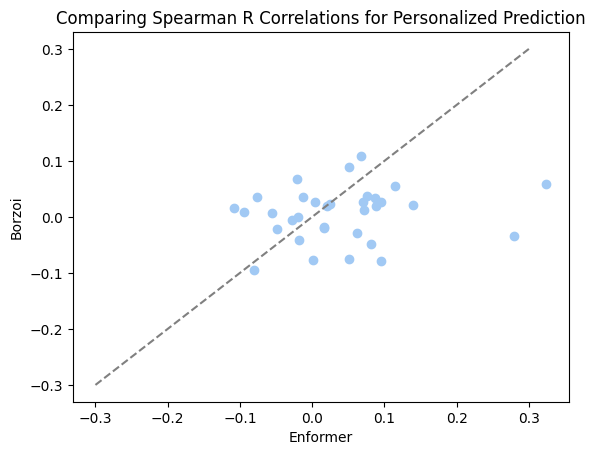 Comparing Spearman R Correlations for Personalized Prediction
0.3
0.2
0.1
0.0
−0.1
−0.2
−0.3
Borzoi
−0.3 −0.2 −0.1 0.0 0.1 0.2 0.3
Enformer